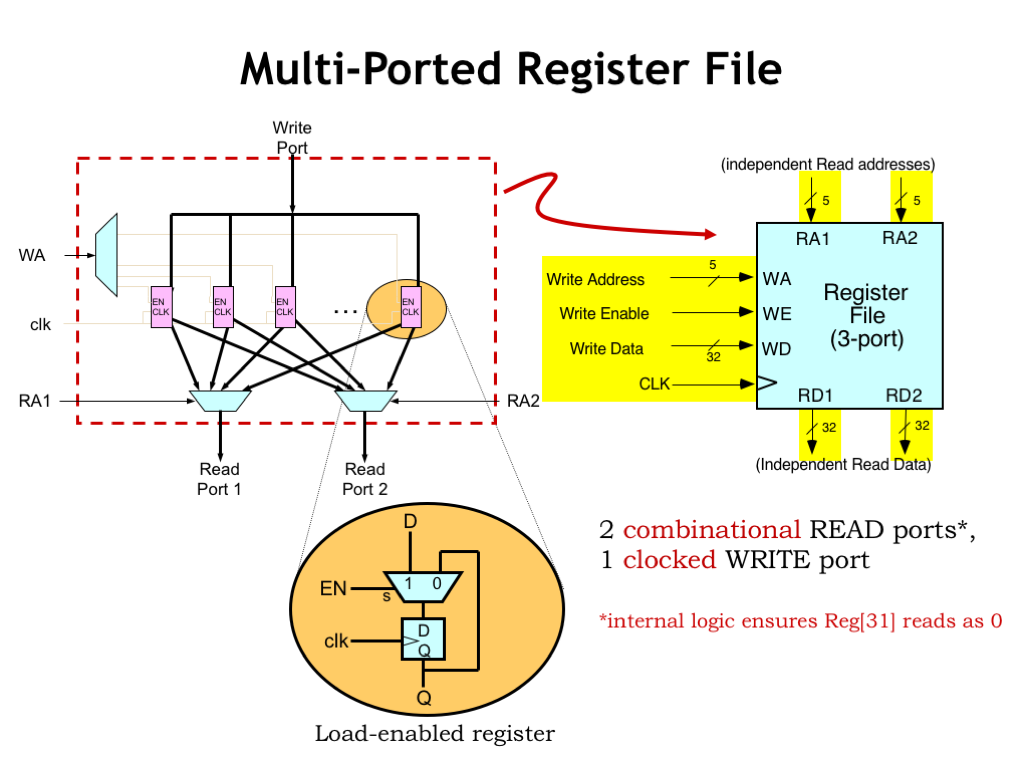 Multi-Ported Register File
Write
Port
WA
clk
EN
CLK
EN
CLK
EN
CLK
...
EN
CLK
RA1
RA2
Read
Port 1
Read
Port 2
D
EN
1 0
s
clk
D
Q
Q
Load-enabled register
(independent Read addresses)
5
5
RA1
RA2
Write Address
5
WA
Write Enable
WE
Write Data
32
WD
CLK
Register
File
(3-port)
RD1
RD2
32
32
(Independent Read Data)
2 combinational READ ports*,
1 clocked WRITE port
*internal logic ensures Reg[31] reads as 0